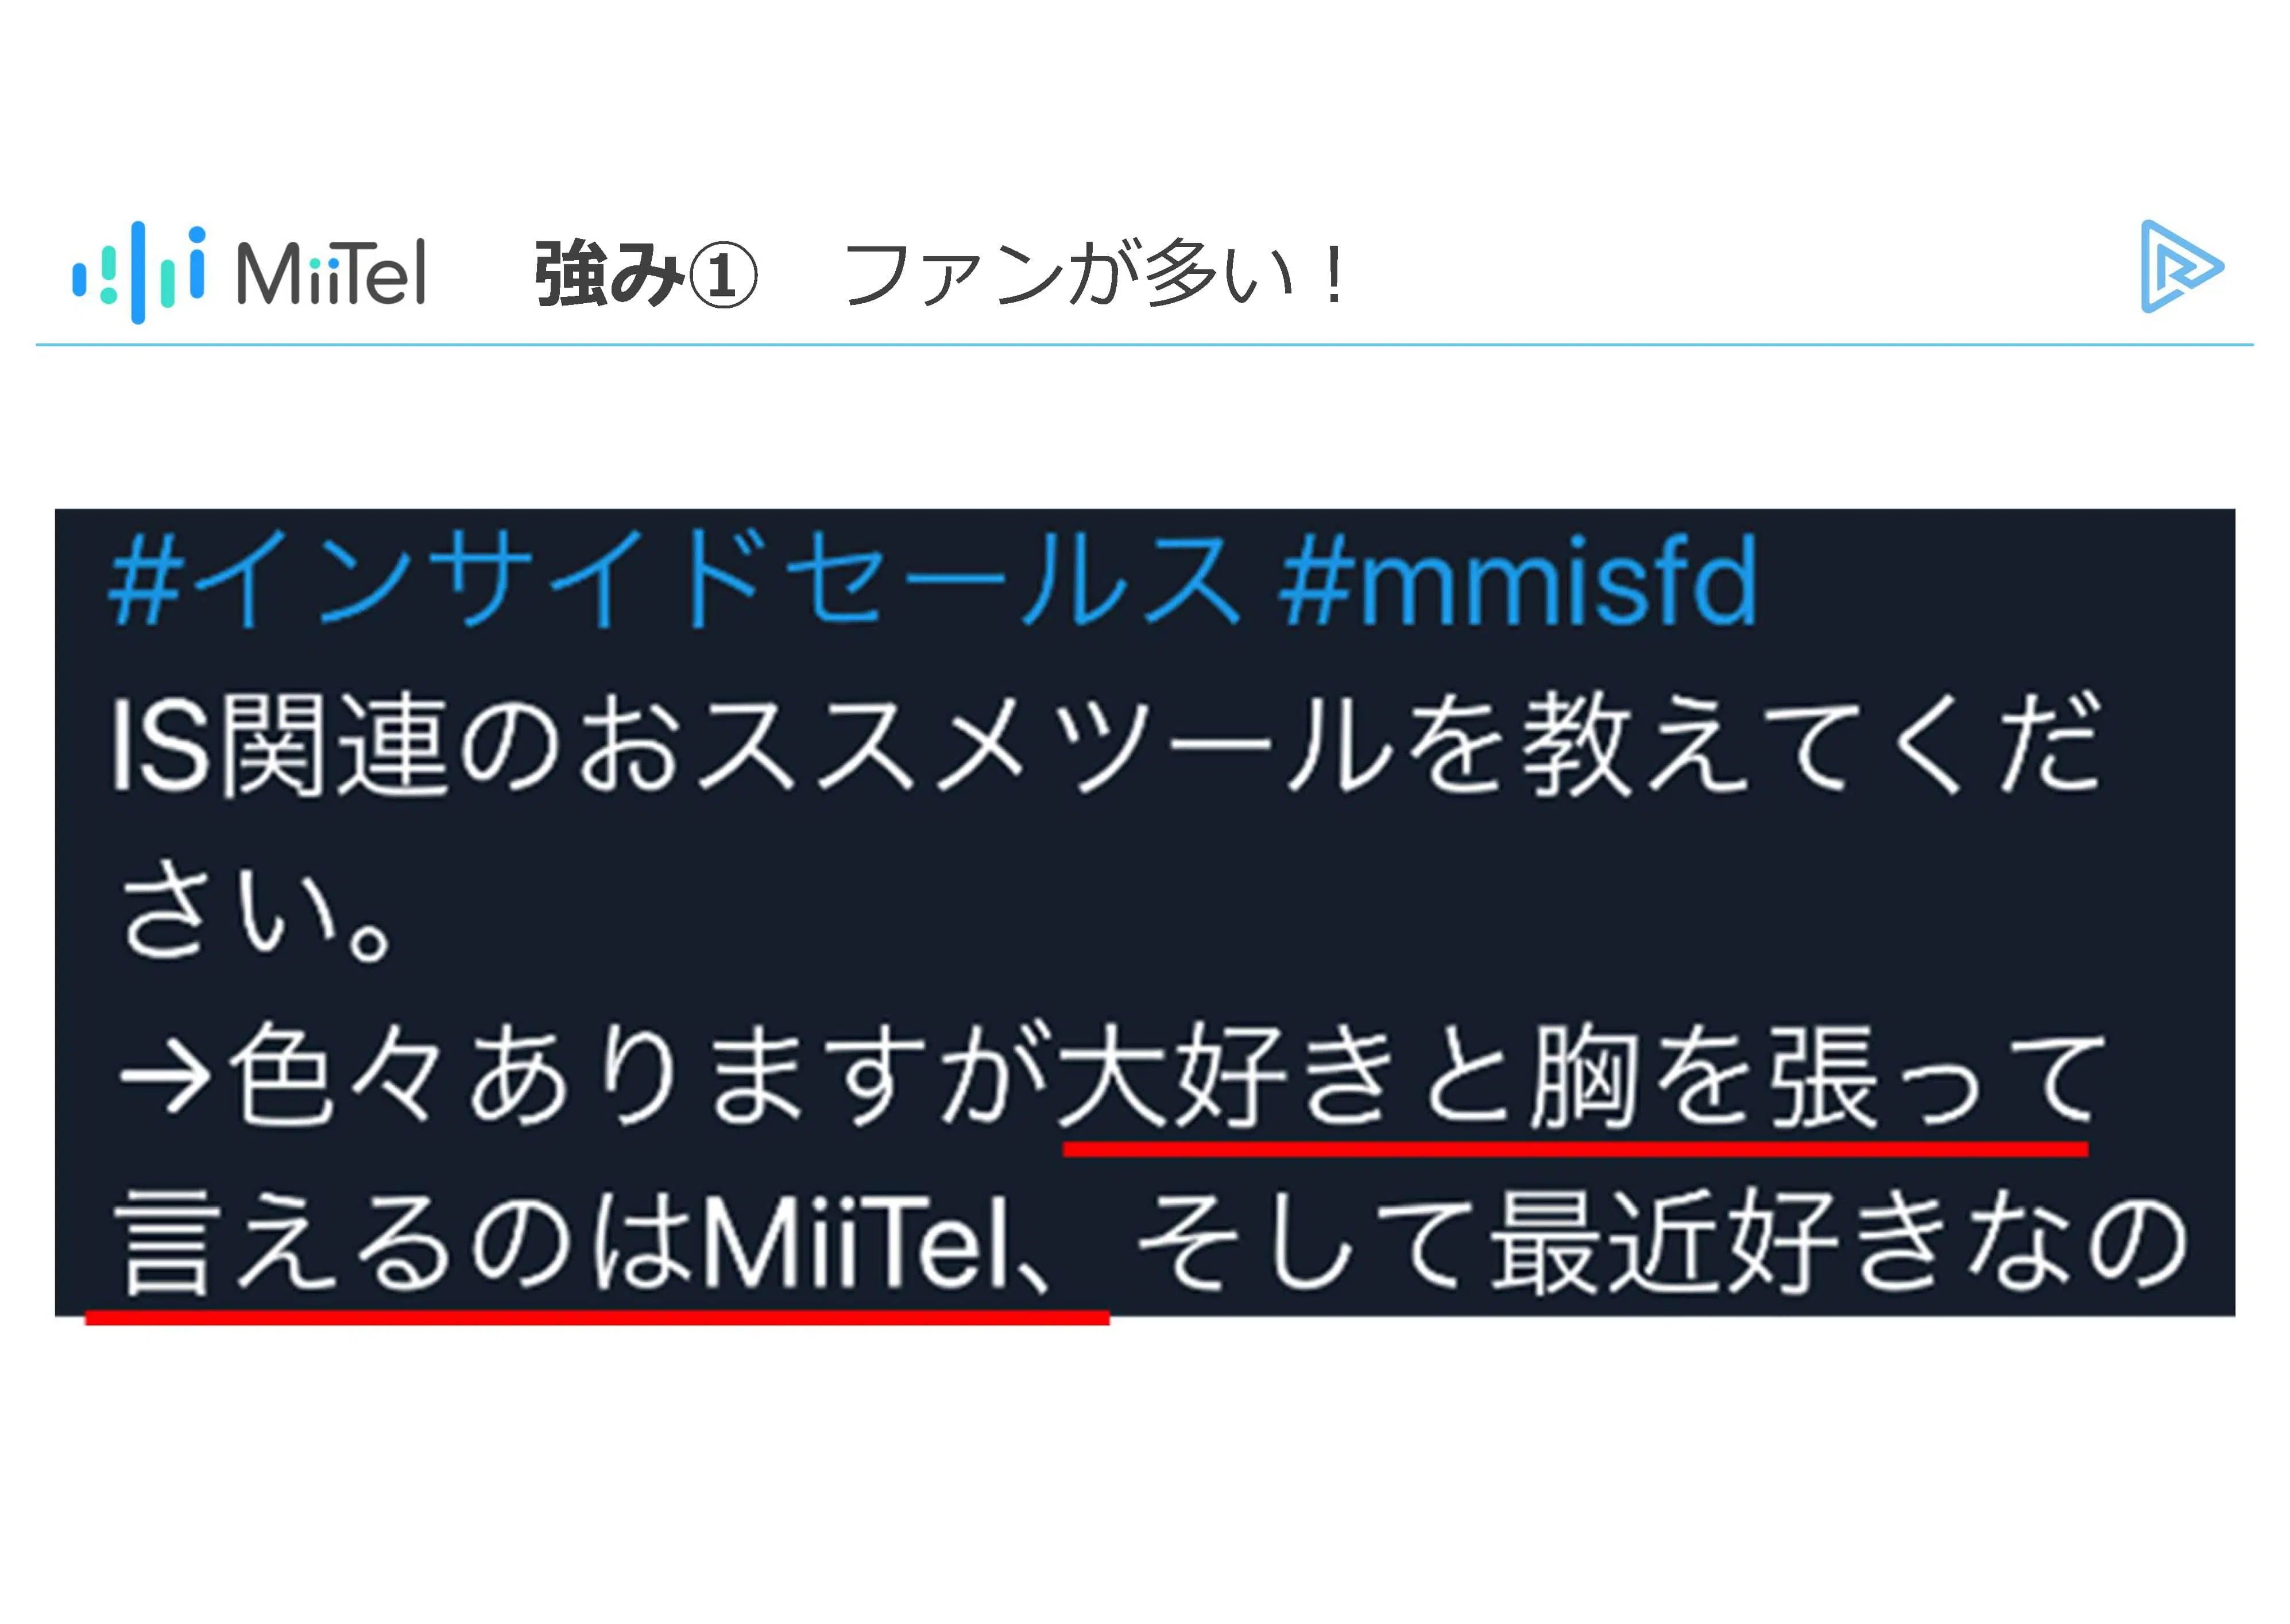 MiiTel 強み① ファンが多い！
#インサイドセールス #mmisfd
IS関連のおススメツールを教えてくだ
さい。
→色々ありますが大好きと胸を張って
言えるのはMiiTel、そして最近好きなの